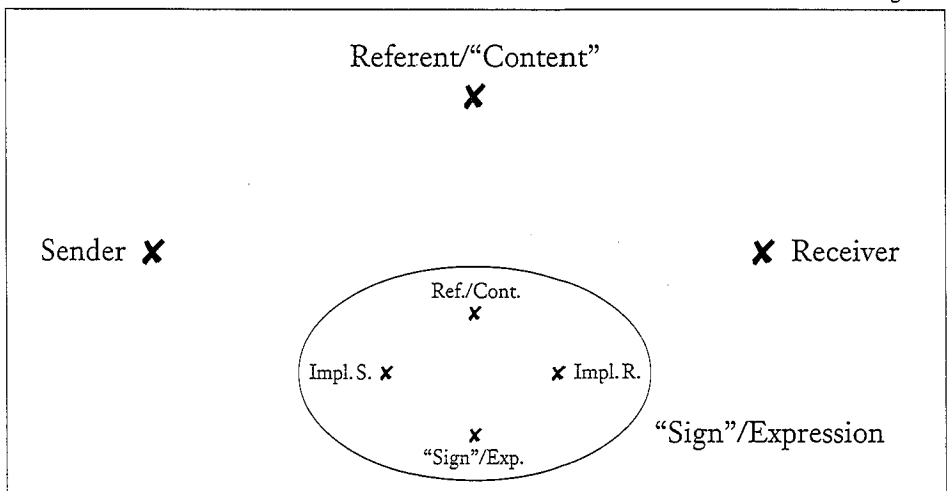 Referent/“Content”
Sender
Receiver
Ref./Cont.
Impl. S.
Impl. R.
“Sign”/Expression
“Sign”/Exp.